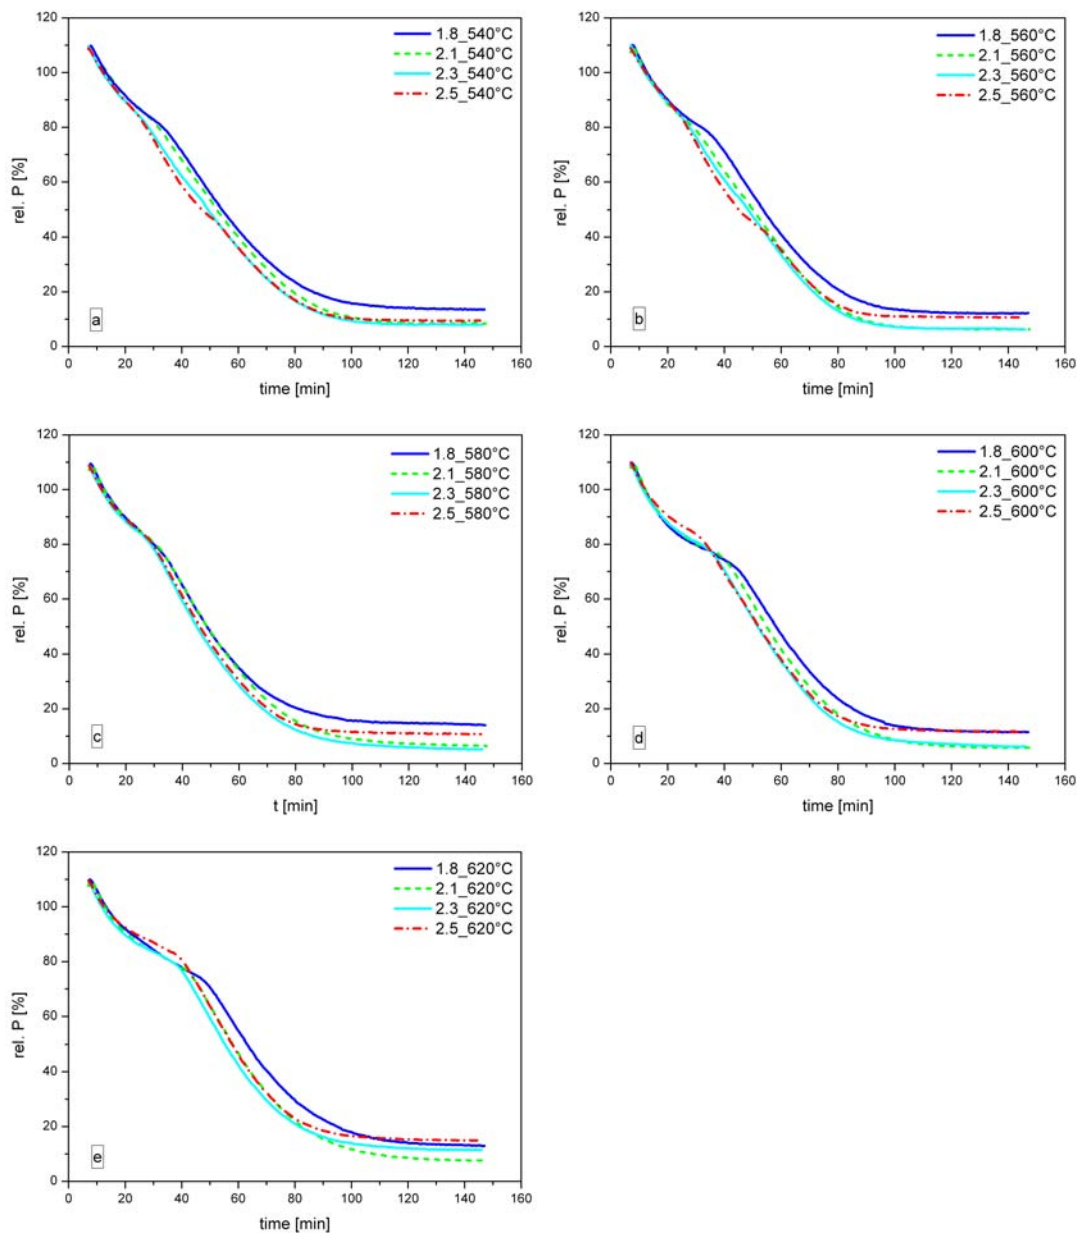 120
100
80
60
40
20
0
rel. P [%]
1.8_540°C
2.1_540°C
2.3_540°C
2.5_540°C
a
0 20 40 60 80 100 120 140 160
time [min]
120
100
80
60
40
20
0
rel. P [%]
1.8_560°C
2.1_560°C
2.3_560°C
2.5_560°C
b
0 20 40 60 80 100 120 140 160
time [min]
120
100
80
60
40
20
0
rel. P [%]
1.8_580°C
2.1_580°C
2.3_580°C
2.5_580°C
c
0 20 40 60 80 100 120 140 160
t [min]
120
100
80
60
40
20
0
rel. P [%]
1.8_600°C
2.1_600°C
2.3_600°C
2.5_600°C
d
0 20 40 60 80 100 120 140 160
time [min]
120
100
80
60
40
20
0
rel. P [%]
1.8_620°C
2.1_620°C
2.3_620°C
2.5_620°C
e
0 20 40 60 80 100 120 140 160
time [min]